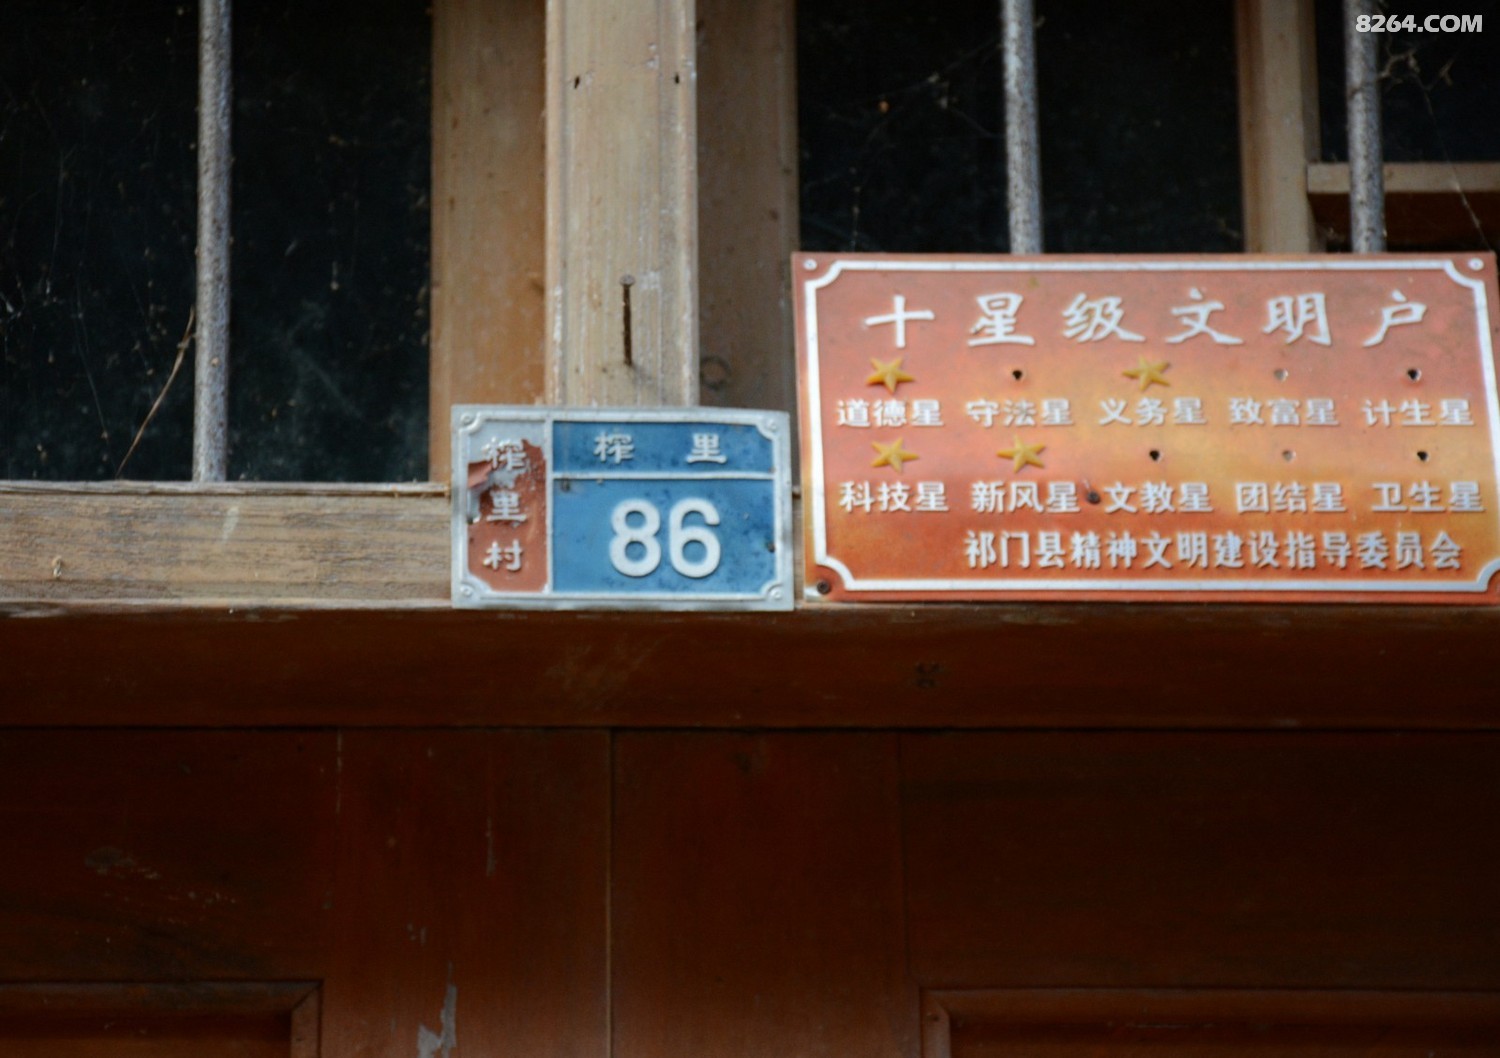 8264.COM
榨里村
榨 里
86
十星级文明户
道德星 守法星 义务星 致富星 计生星
科技星 新风星 文教星 团结星 卫生星
祁门县精神文明建设指导委员会